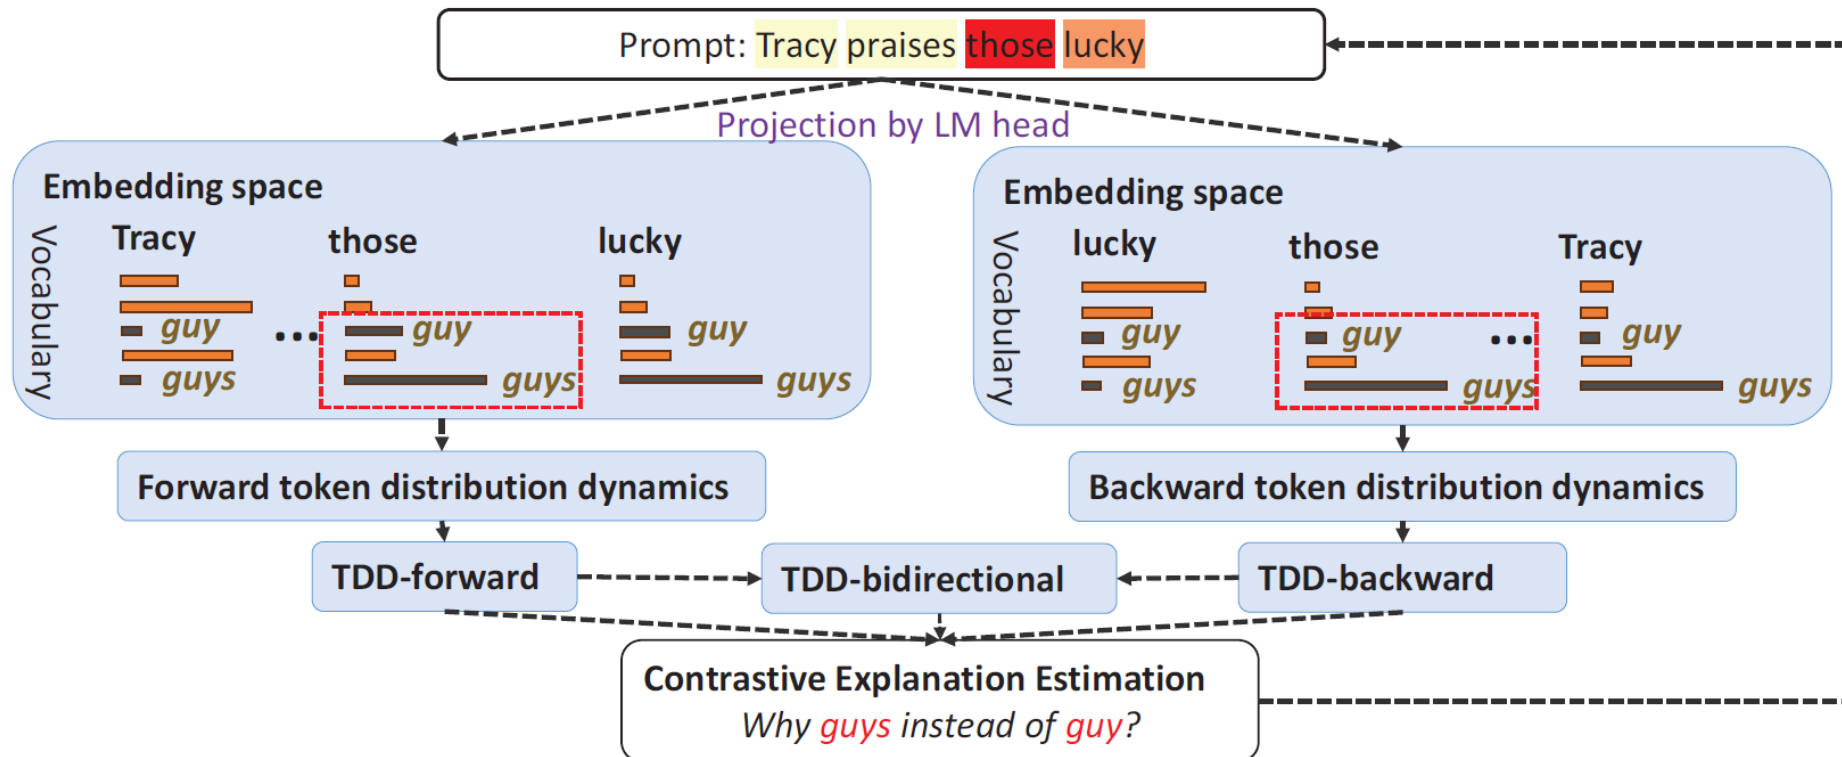 Prompt: Tracy praises those lucky
Projection by LM head
Embedding space
Vocabulary
Tracy those lucky
guy ... guy guy
guys guys guys
Embedding space
Vocabulary
lucky those Tracy
guy guy ... guy
guys guys guys
Forward token distribution dynamics
Backward token distribution dynamics
TDD-forward
TDD-bidirectional
TDD-backward
Contrastive Explanation Estimation
Why guys instead of guy?